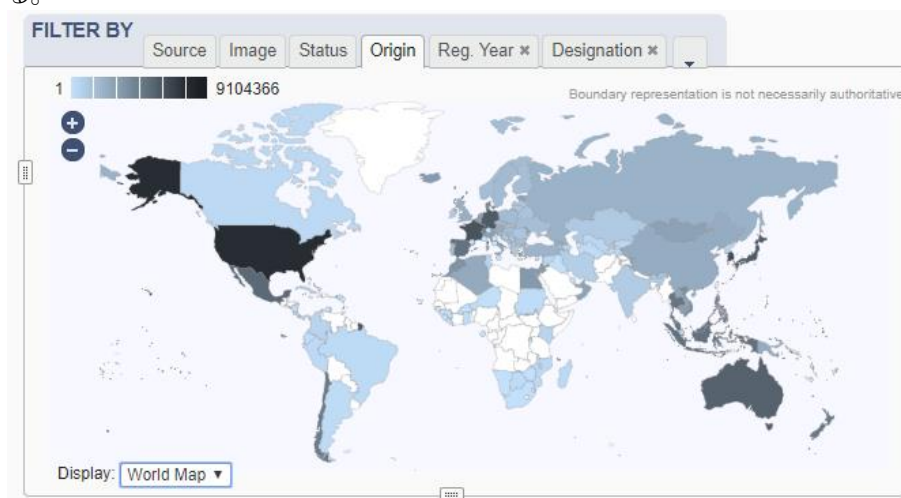 FILTER BY
Source Image Status Origin Reg. Year × Designation ×
1 9104366
Boundary representation is not necessarily authoritative
+
−
Display: World Map ▼